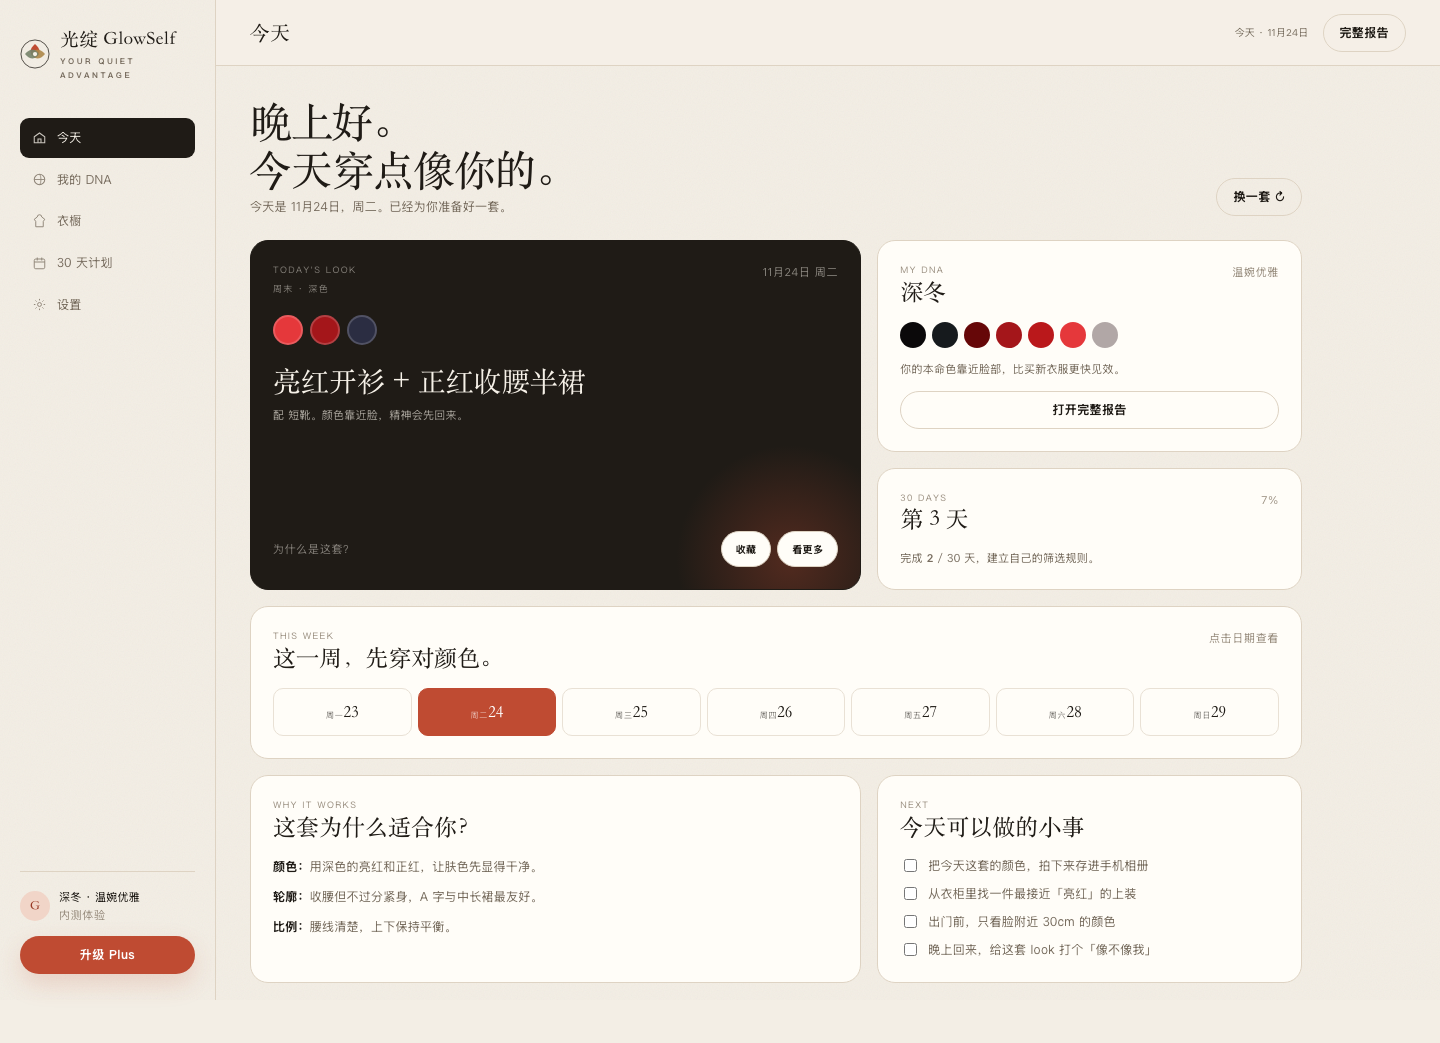 光绽 GlowSelf
YOUR QUIET
ADVANTAGE
今天
我的 DNA
衣橱
30 天计划
设置
深冬 · 温婉优雅
G
内测体验
升级 Plus
今天
今天 · 11月24日
完整报告
晚上好。
今天穿点像你的。
今天是 11月24日，周二。已经为你准备好一套。
换一套 ↻
TODAY'S LOOK
11月24日 周二
周末 · 深色
亮红开衫 + 正红收腰半裙
配 短靴。颜色靠近脸，精神会先回来。
为什么是这套?
收藏
看更多
MY DNA
温婉优雅
深冬
你的本命色靠近脸部，比买新衣服更快见效。
打开完整报告
30 DAYS
7%
第 3 天
完成 2 / 30 天，建立自己的筛选规则。
THIS WEEK
点击日期查看
这一周，先穿对颜色。
周一23
周二24
周三25
周四26
周五27
周六28
周日29
WHY IT WORKS
这套为什么适合你?
颜色：用深色的亮红和正红，让肤色先显得干净。
轮廓：收腰但不过分紧身，A 字与中长裙最友好。
比例：腰线清楚，上下保持平衡。
NEXT
今天可以做的小事
把今天这套的颜色，拍下来存进手机相册
从衣柜里找一件最接近「亮红」的上装
出门前，只看脸附近 30cm 的颜色
晚上回来，给这套 look 打个「像不像我」